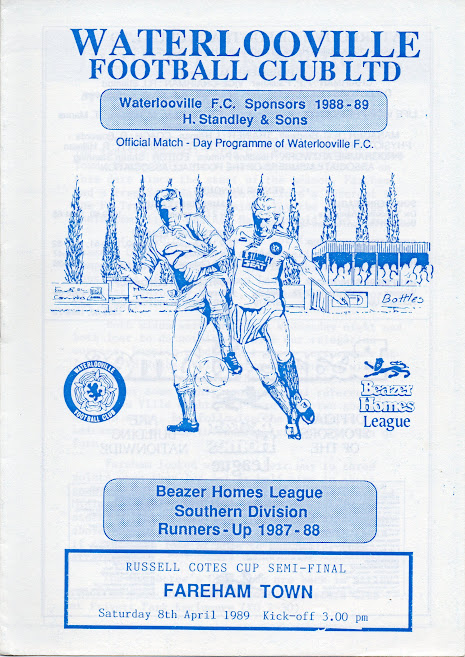 WATERLOOVILLE
FOOTBALL CLUB LTD
Waterlooville F.C. Sponsors 1988-89
H. Standley & Sons
Official Match - Day Programme of Waterlooville F.C.
H. STANDLEY
Bottles
WATERLOOVILLE
FOOTBALL CLUB
Beazer
Homes
League
Beazer Homes League
Southern Division
Runners-Up 1987-88
RUSSELL COTES CUP SEMI-FINAL
FAREHAM TOWN
Saturday 8th April 1989 Kick-off 3.00 pm